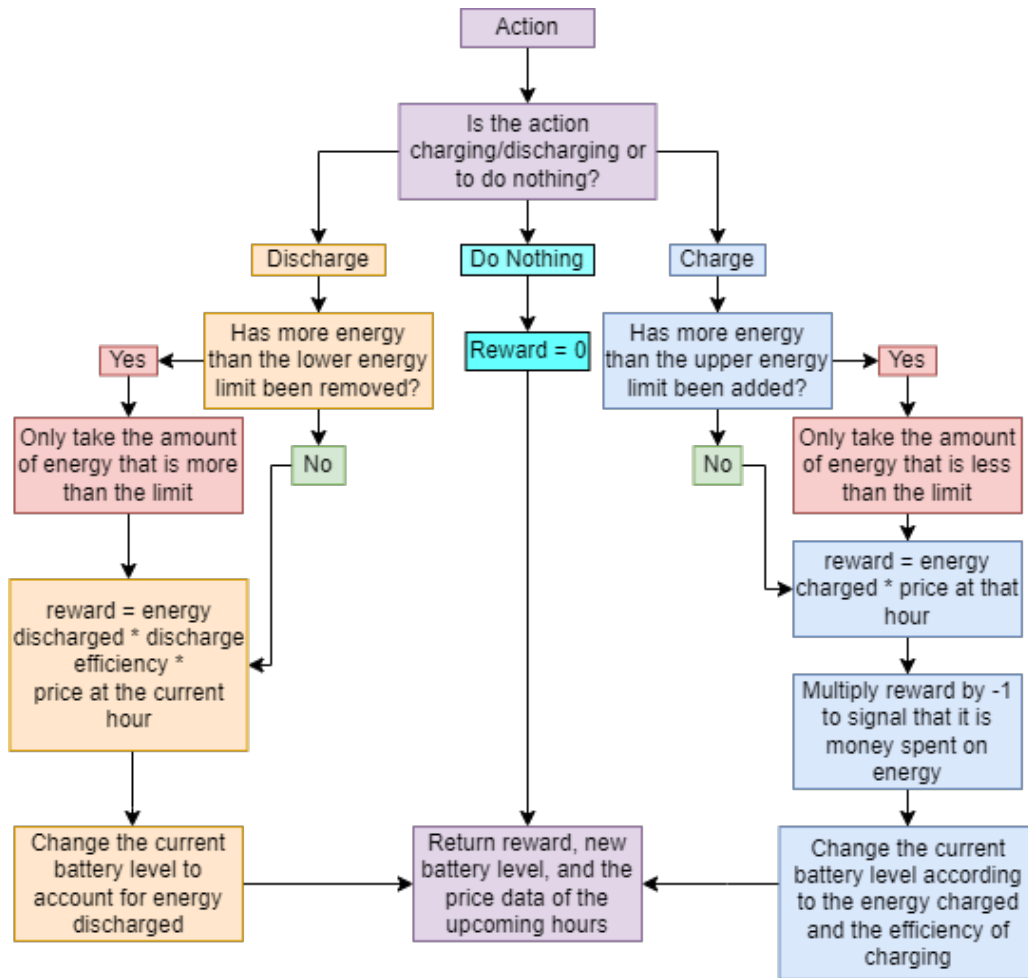 Action
Is the action
charging/discharging or
to do nothing?
Discharge
Do Nothing
Charge
Has more energy
than the lower energy
limit been removed?
Yes
Only take the amount
of energy that is more
than the limit
No
reward = energy
discharged * discharge
efficiency *
price at the current
hour
Change the current
battery level to
account for energy
discharged
Reward = 0
Has more energy
than the upper energy
limit been added?
Yes
Only take the amount
of energy that is less
than the limit
No
reward = energy
charged * price at that
hour
Multiply reward by -1
to signal that it is
money spent on
energy
Change the current
battery level according
to the energy charged
and the efficiency of
charging
Return reward, new
battery level, and the
price data of the
upcoming hours